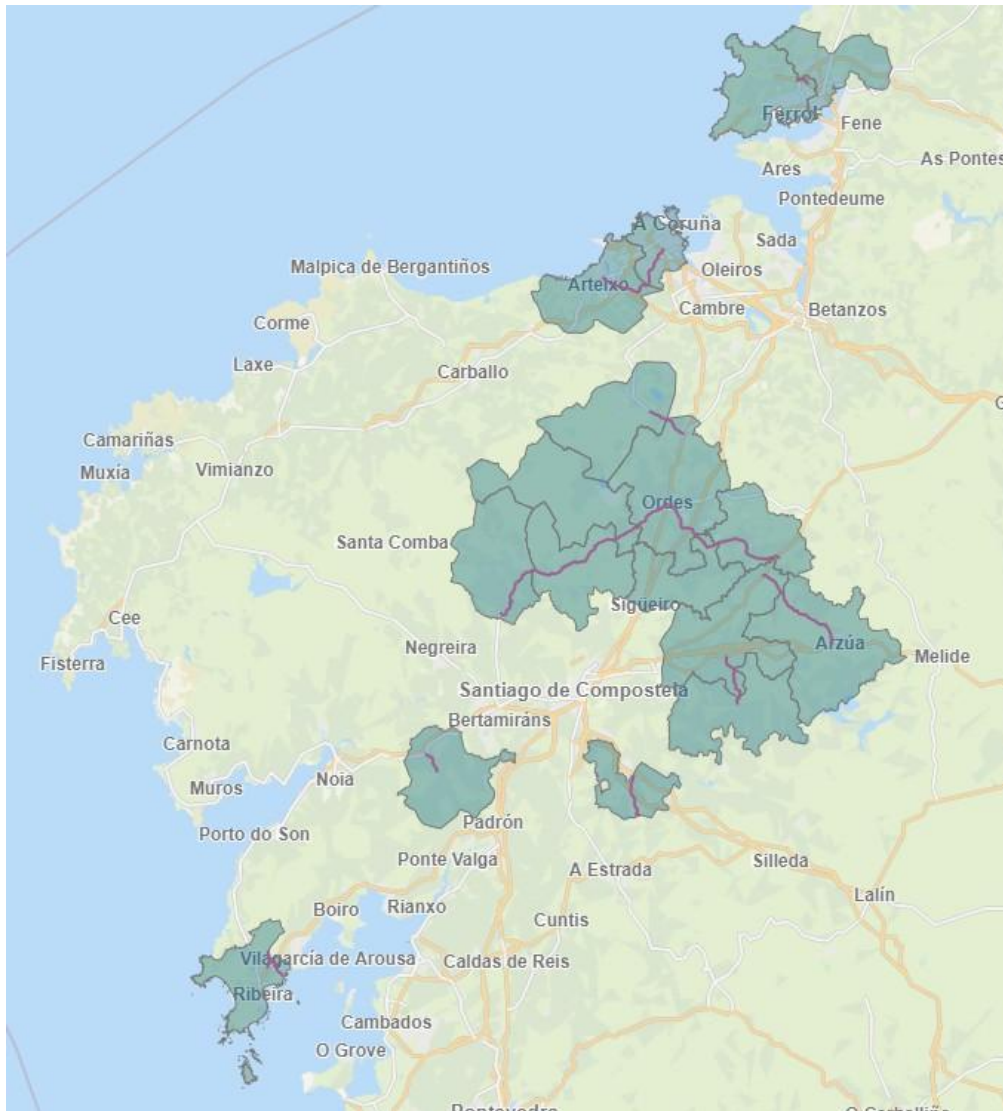 Ferrol
Fene
Ares
As Pontes
Pontedeume
A Coruña
Sada
Malpica de Bergantiños
Oleiros
Arteixo
Cambre
Betanzos
Corme
Laxe
Carballo
Camariñas
Muxía
Vimianzo
Ordes
Santa Comba
Sigüeiro
Cee
Negreira
Arzúa
Melide
Fisterra
Santiago de Compostela
Bertamiráns
Carnota
Noia
Muros
Padrón
Porto do Son
Ponte Valga
A Estrada
Silleda
Lalín
Boiro
Rianxo
Cuntis
Vilagarcía de Arousa
Caldas de Reis
Ribeira
Cambados
O Grove